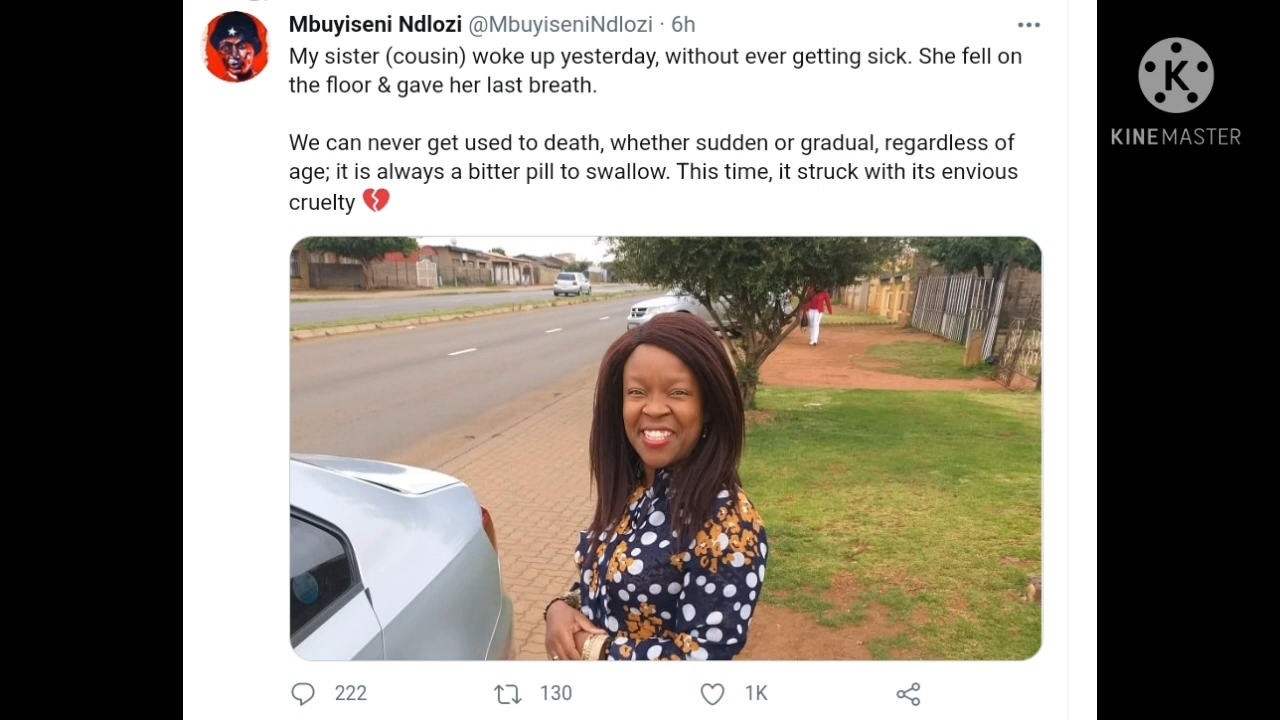 Mbuyiseni Ndlozi @MbuyiseniNdlozi · 6h
My sister (cousin) woke up yesterday, without ever getting sick. She fell on
the floor & gave her last breath.
We can never get used to death, whether sudden or gradual, regardless of
age; it is always a bitter pill to swallow. This time, it struck with its envious
cruelty 💔
222 130 1K
K
KINEMASTER